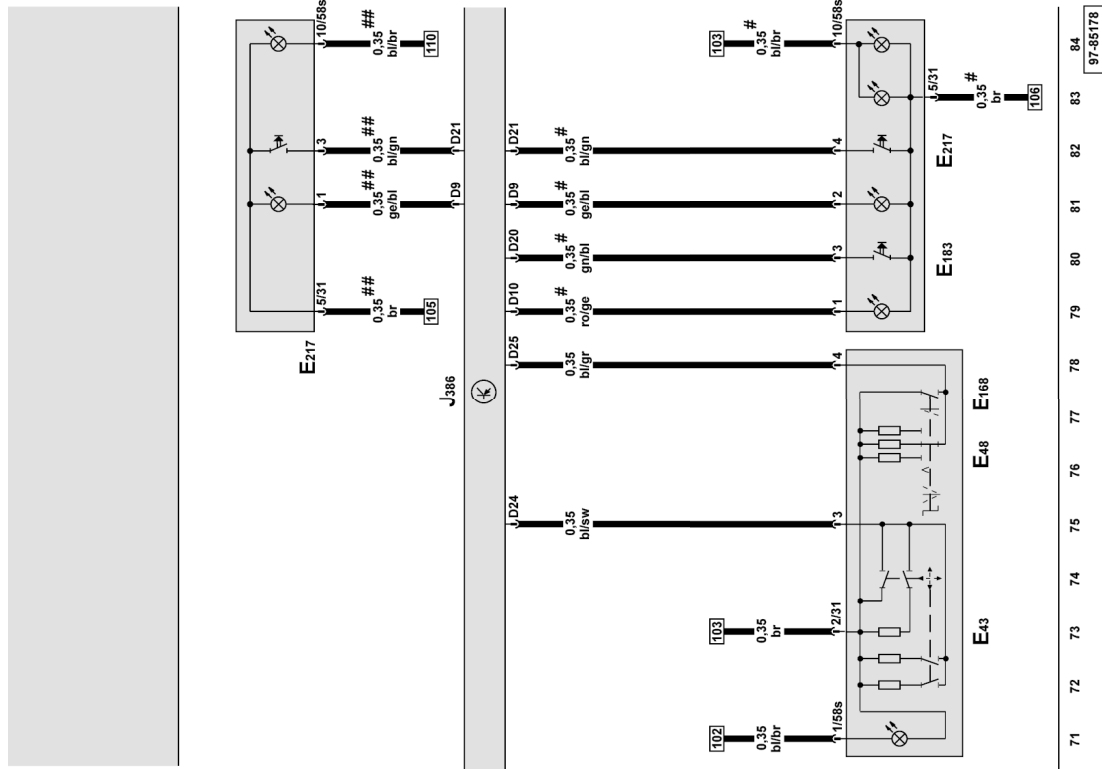 10/58s
##
0,35
bl/br
110
3
##
0,35
bl/gn
D21
1
##
0,35
ge/bl
D9
5/31
##
0,35
br
105
E217
J386
103
#
0,35
bl/br
10/58s
5/31
#
0,35
br
106
D21
#
0,35
bl/gn
4
E217
D9
#
0,35
ge/bl
2
D20
#
0,35
gn/bl
3
E183
D10
#
0,35
ro/ge
1
D25
0,35
bl/gr
4
E168
E48
D24
0,35
bl/sw
3
103
0,35
br
2/31
E43
102
0,35
bl/br
1/58s
71 72 73 74 75 76 77 78 79 80 81 82 83 84
97-85178